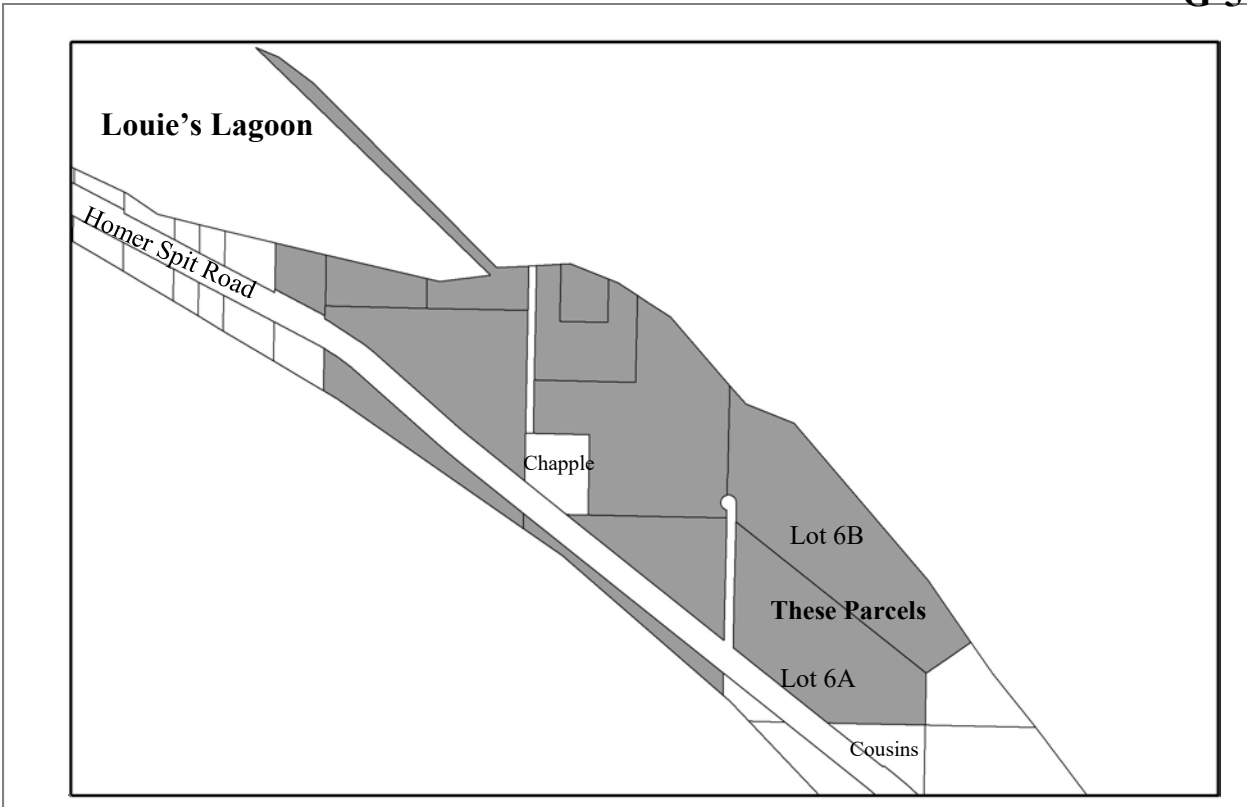 Louie’s Lagoon
Homer Spit Road
Chapple
Lot 6B
These Parcels
Lot 6A
Cousins